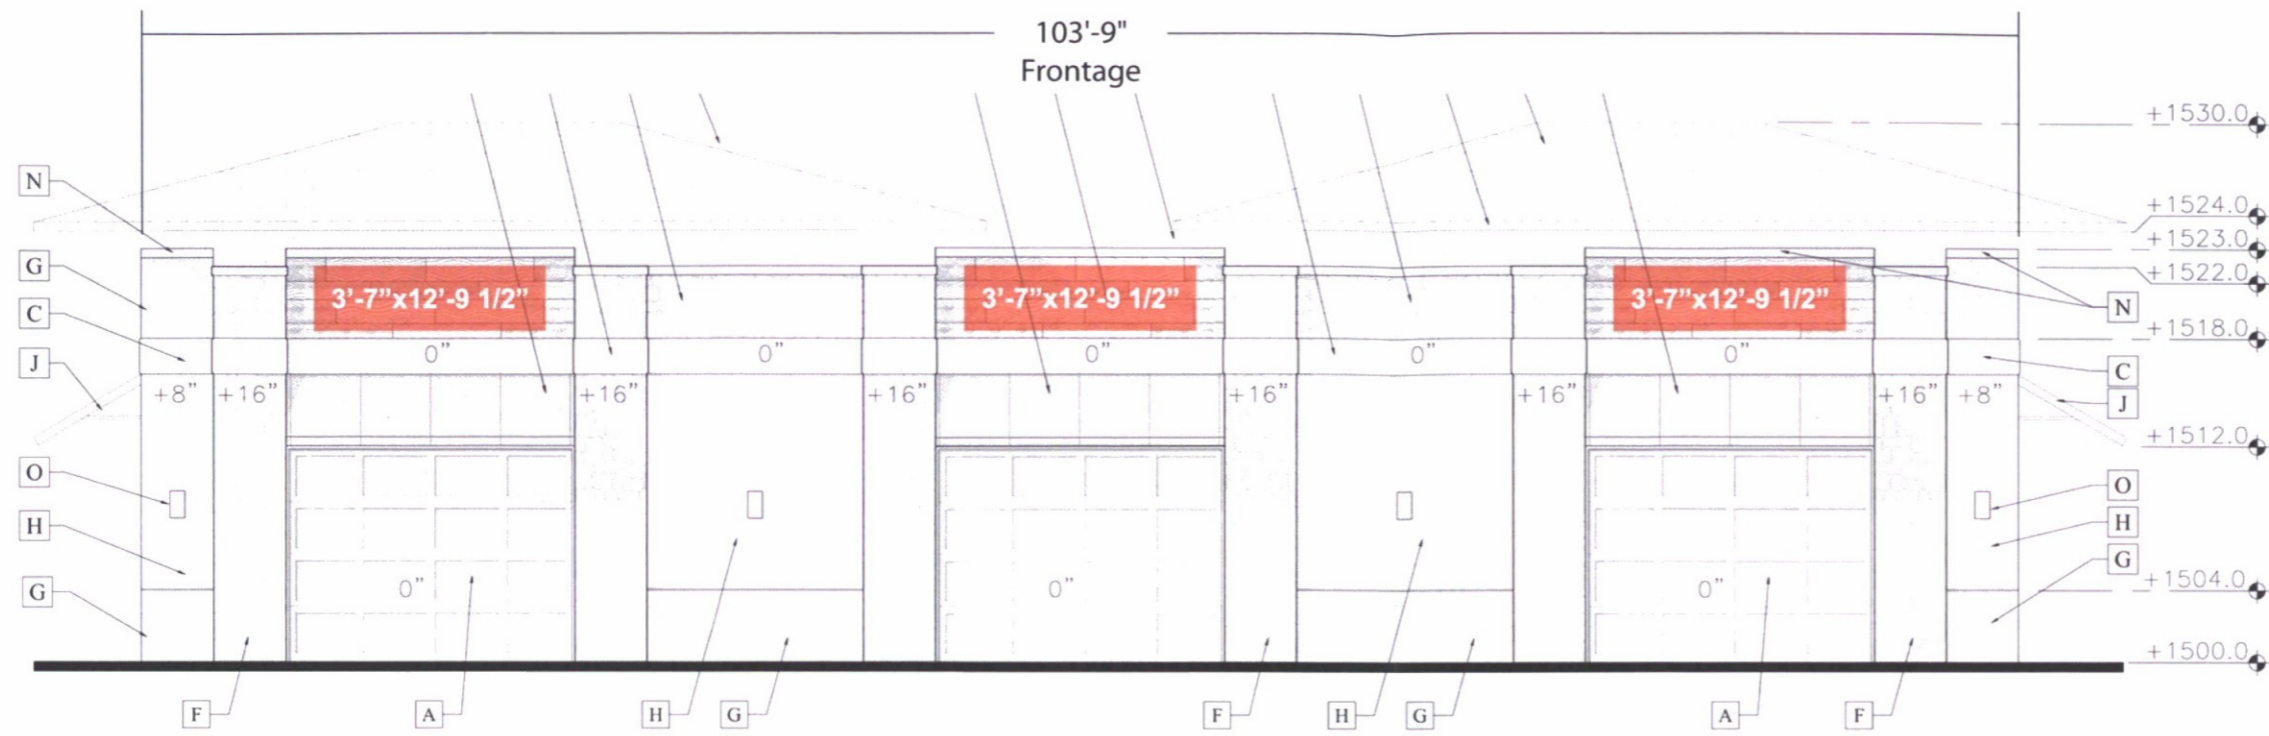 103'-9"
Frontage
+1530.0
+1524.0
+1523.0
+1522.0
+1518.0
+1512.0
+1504.0
+1500.0
N
G
C
J
O
H
G
3'-7”x12'-9 1/2”
3'-7”x12'-9 1/2”
3'-7”x12'-9 1/2”
0”
0”
0”
0”
0”
+8”
+16”
+16”
+16”
+16”
+16”
+16”
+8”
0”
0”
0”
N
C
J
O
H
G
F
A
H
G
F
H
G
A
F